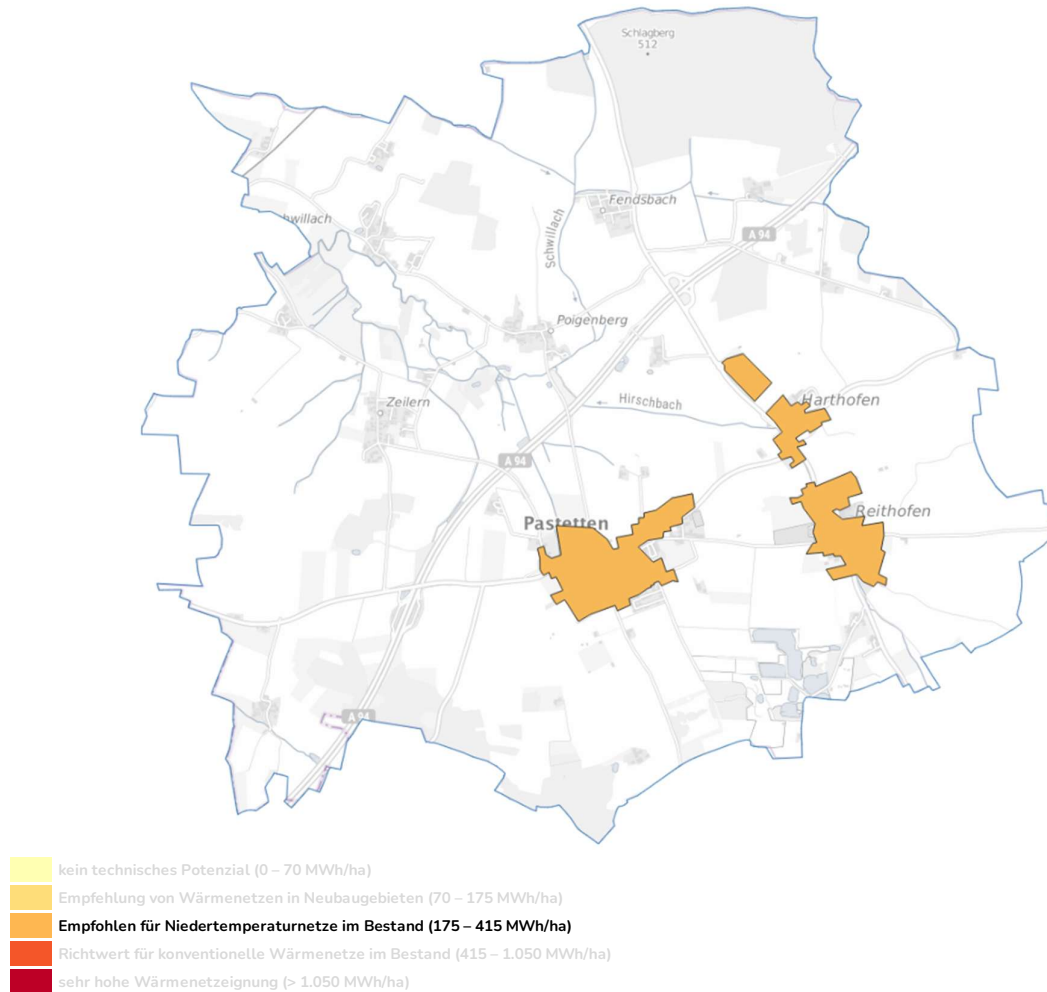 Schlagberg
512
Fendsbach
hwillach
Schwillach
A 94
Poigenberg
Hirschbach
Harthofen
Zeilern
A 94
Reithofen
Pastetten
A 94
kein technisches Potenzial (0 – 70 MWh/ha)
Empfehlung von Wärmenetzen in Neubaugebieten (70 – 175 MWh/ha)
Empfohlen für Niedertemperaturnetze im Bestand (175 – 415 MWh/ha)
Richtwert für konventionelle Wärmenetze im Bestand (415 – 1.050 MWh/ha)
sehr hohe Wärmenetzeignung (> 1.050 MWh/ha)